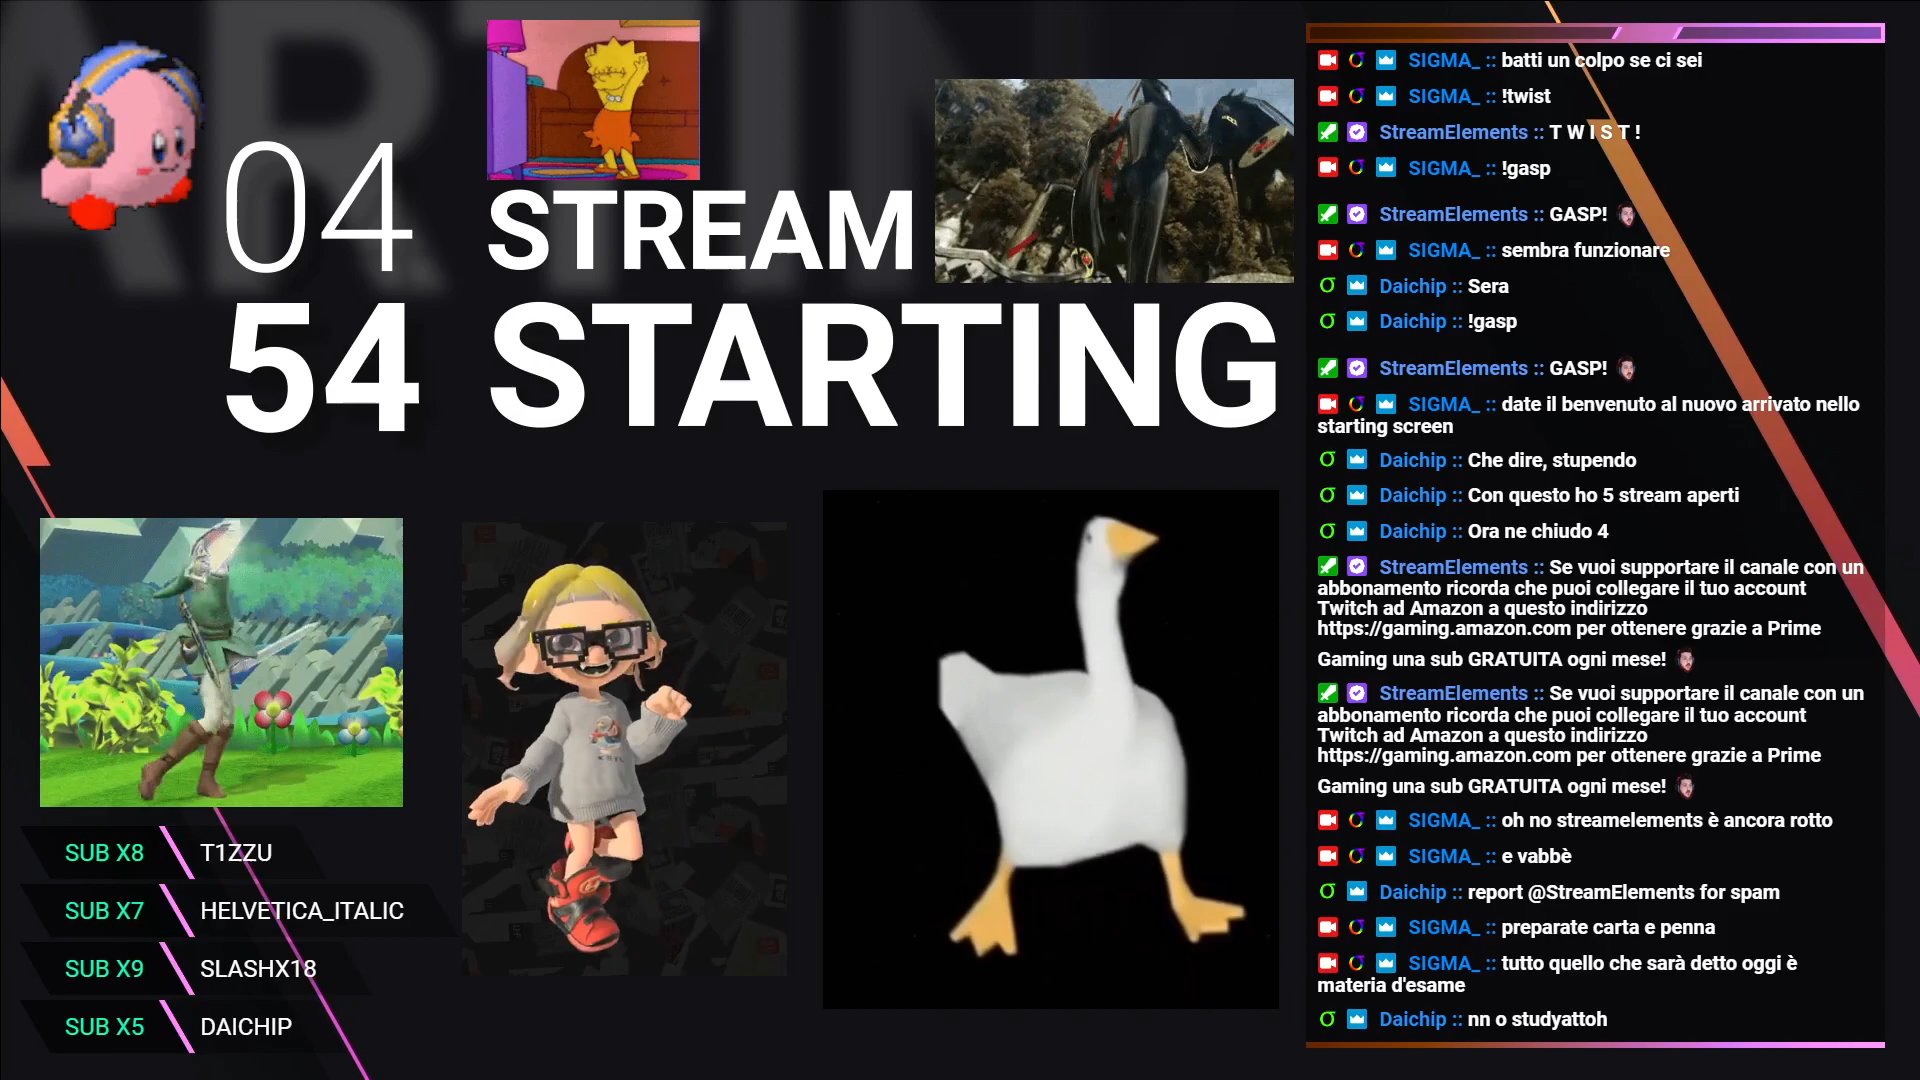 04
54
STREAM
STARTING
SUB X8 T1ZZU
SUB X7 HELVETICA_ITALIC
SUB X9 SLASHX18
SUB X5 DAICHIP
SIGMA_ :: batti un colpo se ci sei
SIGMA_ :: !twist
StreamElements :: T W I S T !
SIGMA_ :: !gasp
StreamElements :: GASP!
SIGMA_ :: sembra funzionare
Daichip :: Sera
Daichip :: !gasp
StreamElements :: GASP!
SIGMA_ :: date il benvenuto al nuovo arrivato nello
starting screen
Daichip :: Che dire, stupendo
Daichip :: Con questo ho 5 stream aperti
Daichip :: Ora ne chiudo 4
StreamElements :: Se vuoi supportare il canale con un
abbonamento ricorda che puoi collegare il tuo account
Twitch ad Amazon a questo indirizzo
https://gaming.amazon.com per ottenere grazie a Prime
Gaming una sub GRATUITA ogni mese!
StreamElements :: Se vuoi supportare il canale con un
abbonamento ricorda che puoi collegare il tuo account
Twitch ad Amazon a questo indirizzo
https://gaming.amazon.com per ottenere grazie a Prime
Gaming una sub GRATUITA ogni mese!
SIGMA_ :: oh no streamelements è ancora rotto
SIGMA_ :: e vabbè
Daichip :: report @StreamElements for spam
SIGMA_ :: preparate carta e penna
SIGMA_ :: tutto quello che sarà detto oggi è
materia d'esame
Daichip :: nn o studyattoh